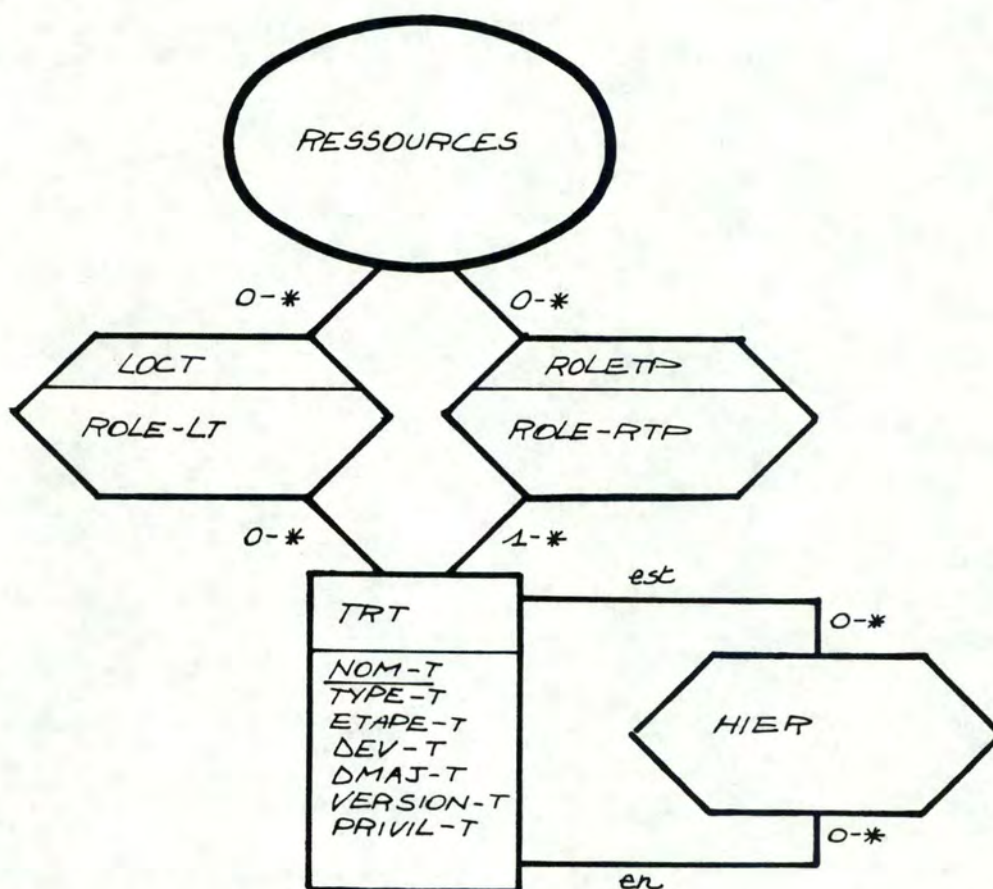 RESSOURCES
0-*
0-*
LOCT
ROLETP
ROLE-LT
ROLE-RTP
0-*
1-*
est
TRT
0-*
NOM-T
TYPE-T
ETAPE-T
DEV-T
HIER
DMAJ-T
VERSION-T
PRIVIL-T
0-*
en